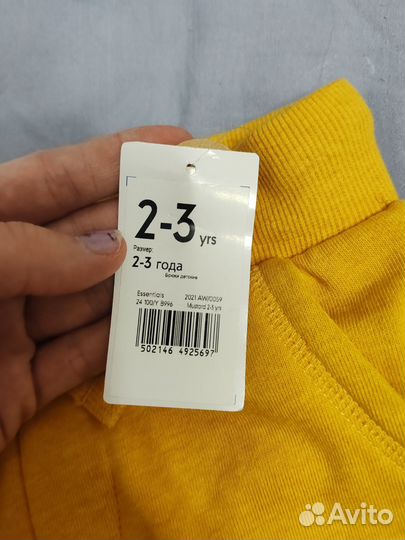 2-3 yrs
Размер:
2-3 года
Брюки детские
Essentials 2021 AW/0059
24 100/Y 8996 Mustard 2-3 yrs
502146 4925697
Avito